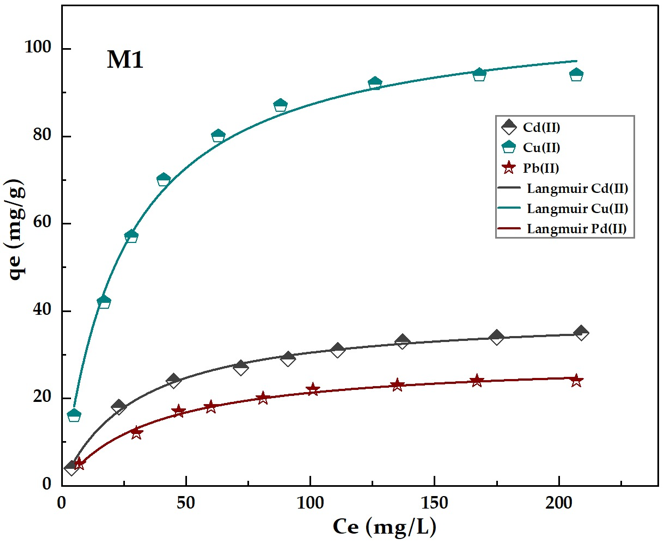 M1
100
80
60
40
20
0
qe (mg/g)
Cd(II)
Cu(II)
Pb(II)
Langmuir Cd(II)
Langmuir Cu(II)
Langmuir Pd(II)
0 50 100 150 200
Ce (mg/L)